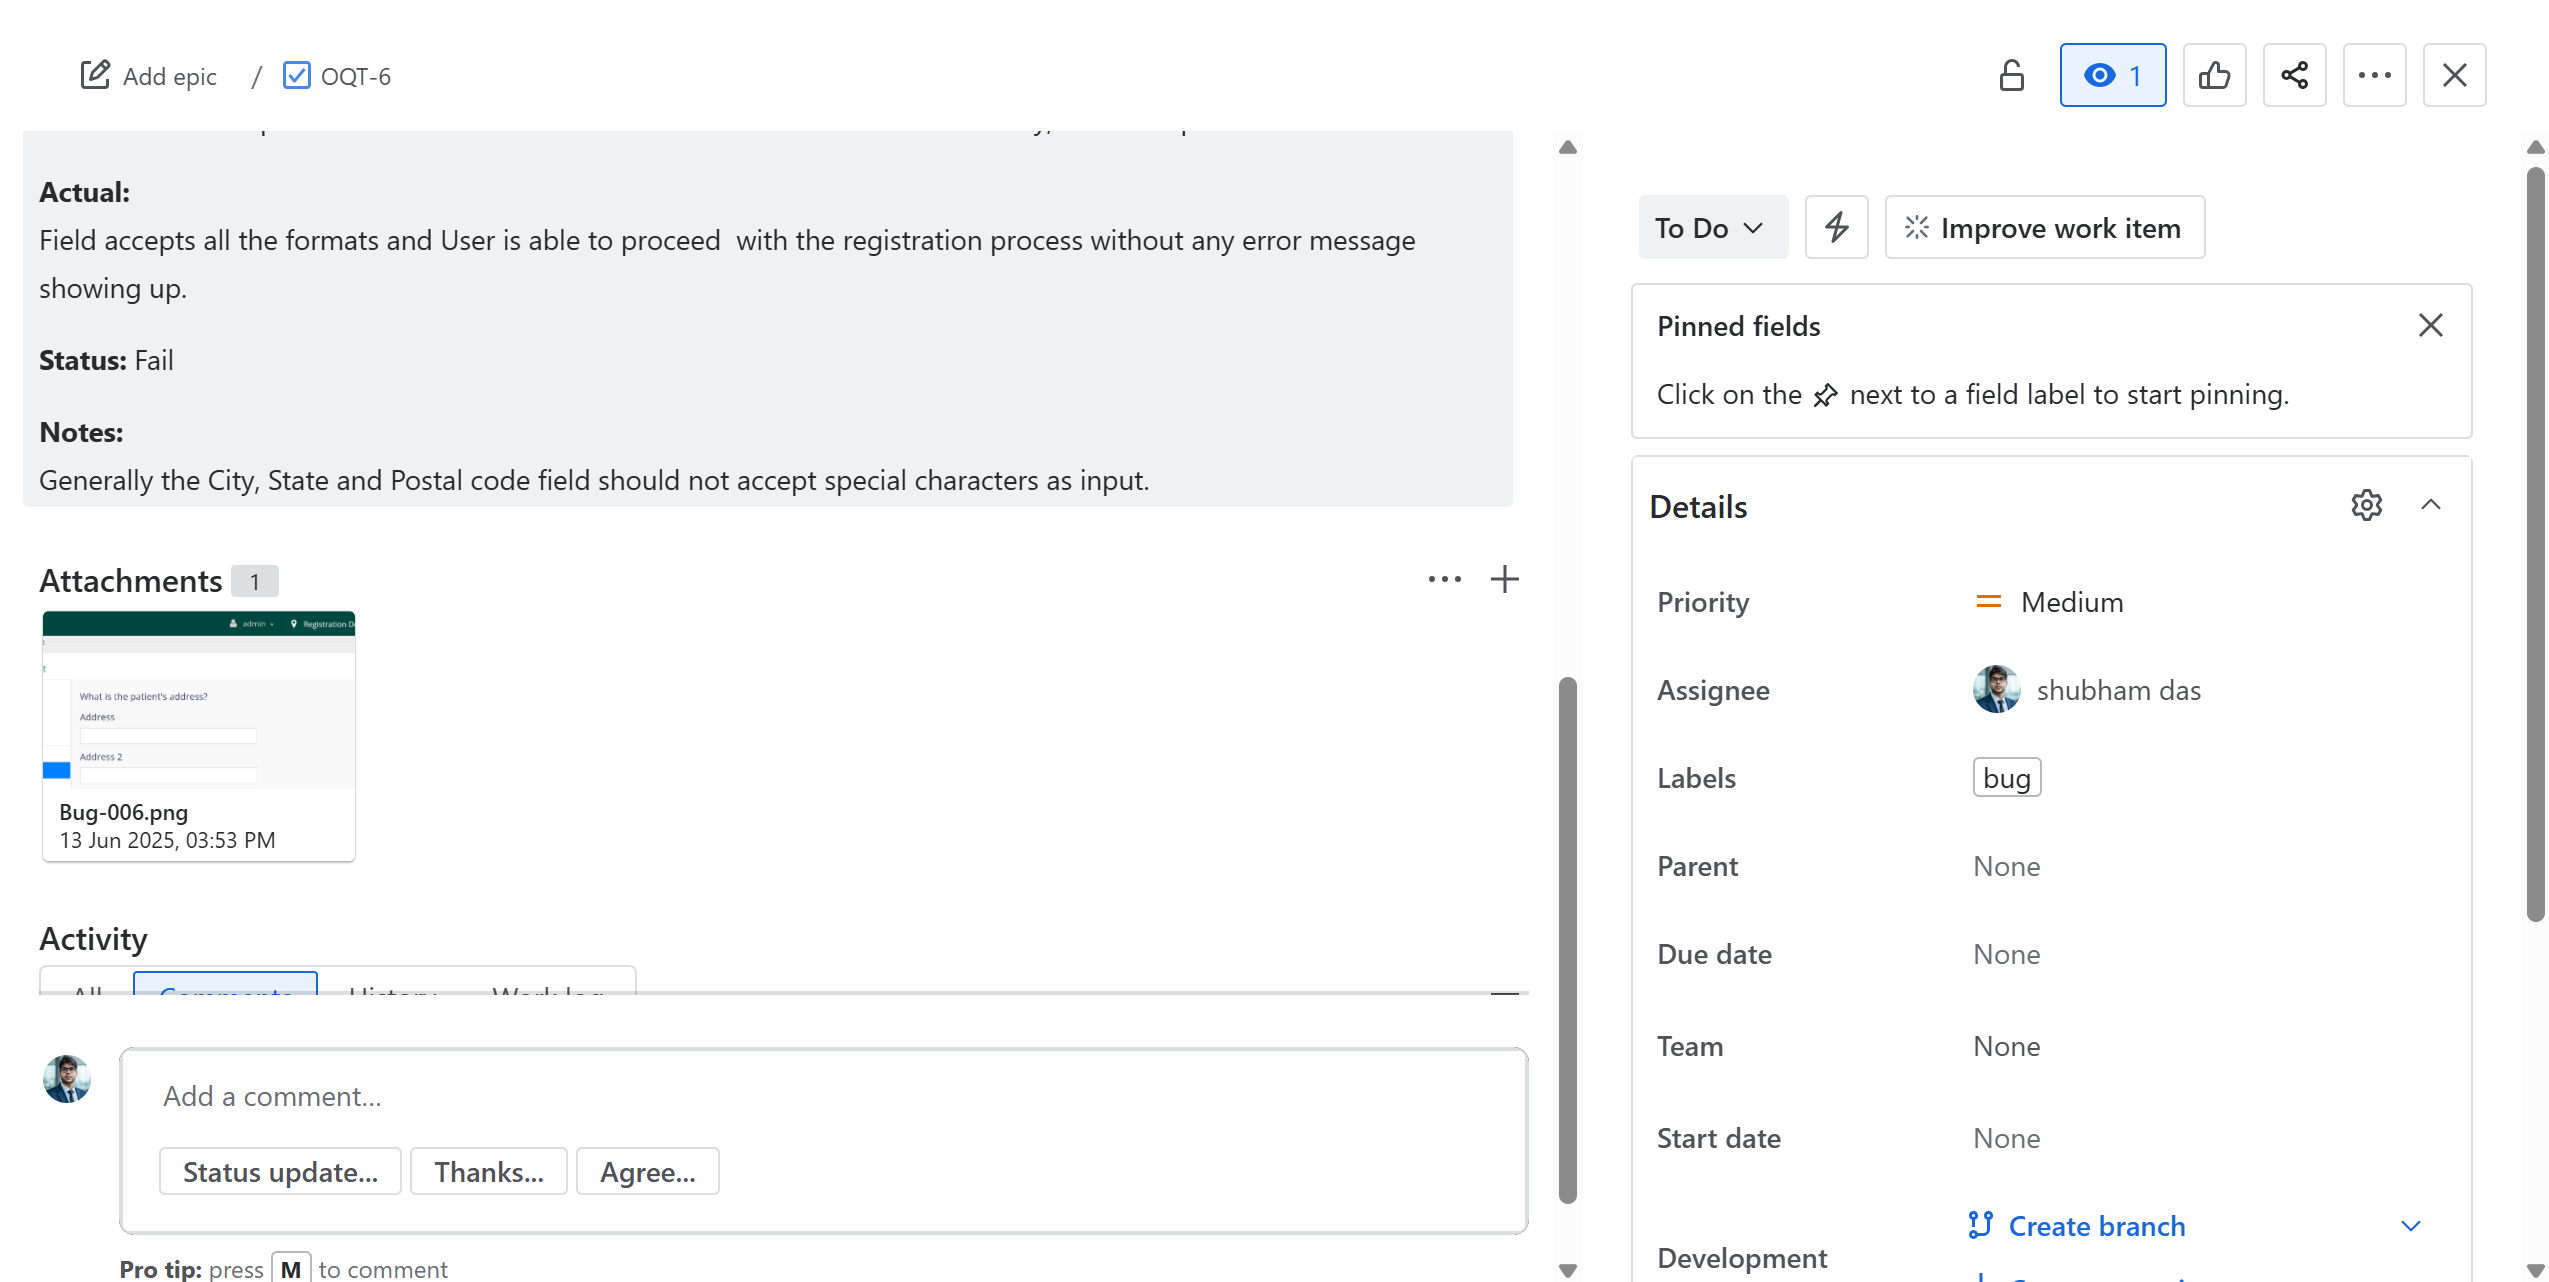 Add epic / OQT-6
1
Actual:
Field accepts all the formats and User is able to proceed  with the registration process without any error message
showing up.
Status: Fail
Notes:
Generally the City, State and Postal code field should not accept special characters as input.
Attachments 1
admin
Registration
What is the patient's address?
Address
Address 2
Bug-006.png
13 Jun 2025, 03:53 PM
Activity
All Comments History Work log
Add a comment...
Status update... Thanks... Agree...
Pro tip: press M to comment
To Do
Improve work item
Pinned fields
Click on the next to a field label to start pinning.
Details
Priority Medium
Assignee shubham das
Labels bug
Parent None
Due date None
Team None
Start date None
Development Create branch